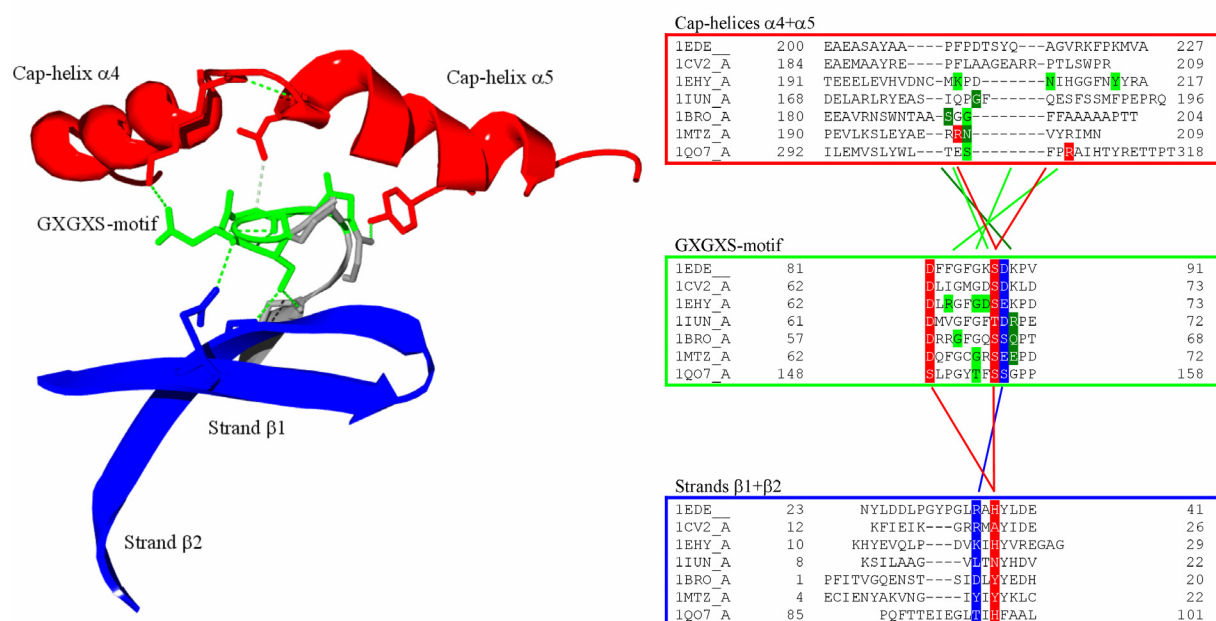 Cap-helix α4
Cap-helix α5
GXGXS-motif
Strand β1
Strand β2
Cap-helices α4+α5
1EDE__ 200 EAEASAYAA----PFPDTSYQ---AGVRKFPKMVA 227
1CV2_A 184 EAEMAAYRE----PFLAAGEARR--PTLSWPR 209
1EHY_A 191 TEEELEVHVDNC-MKPD-------NIHGGFNYYRA 217
1IUN_A 168 DELARLRYEAS--IQPGF------QESFSSMFPEPRQ 196
1BRO_A 180 EEAVRNSWNTAA-SGG--------FFAAAAAPTT 204
1MTZ_A 190 PEVLKSLEYAE--RRN--------VYRIMN 209
1QO7_A 292 ILEMVSLYWL---TES--------FPRAIHTYRETTPT 318
GXGXS-motif
1EDE__ 81 DFFGFGKSDKPV 91
1CV2_A 62 DLIGMGDSDKLD 73
1EHY_A 62 DLRGFGDSEKPD 73
1IUN_A 61 DMVGFGFTDRPE 72
1BRO_A 57 DRRGFGQSSQPT 68
1MTZ_A 62 DQFGCGRSEEPD 72
1QO7_A 148 SLPGYTFSSGPP 158
Strands β1+β2
1EDE__ 23 NYLDDLPGYPGLRAHYLDE 41
1CV2_A 12 KFIEIK---GRRMAYIDE 26
1EHY_A 10 KHYEVQLP--DVKIHYVREGAG 29
1IUN_A 8 KSILAAG----VLTNYHDV 22
1BRO_A 1 PFITVGQENST----SIDLYYEDH 20
1MTZ_A 4 ECIENYAKVNG----IYIYYKLC 22
1QO7_A 85 PQFTTEIEGLTIHFAAL 101